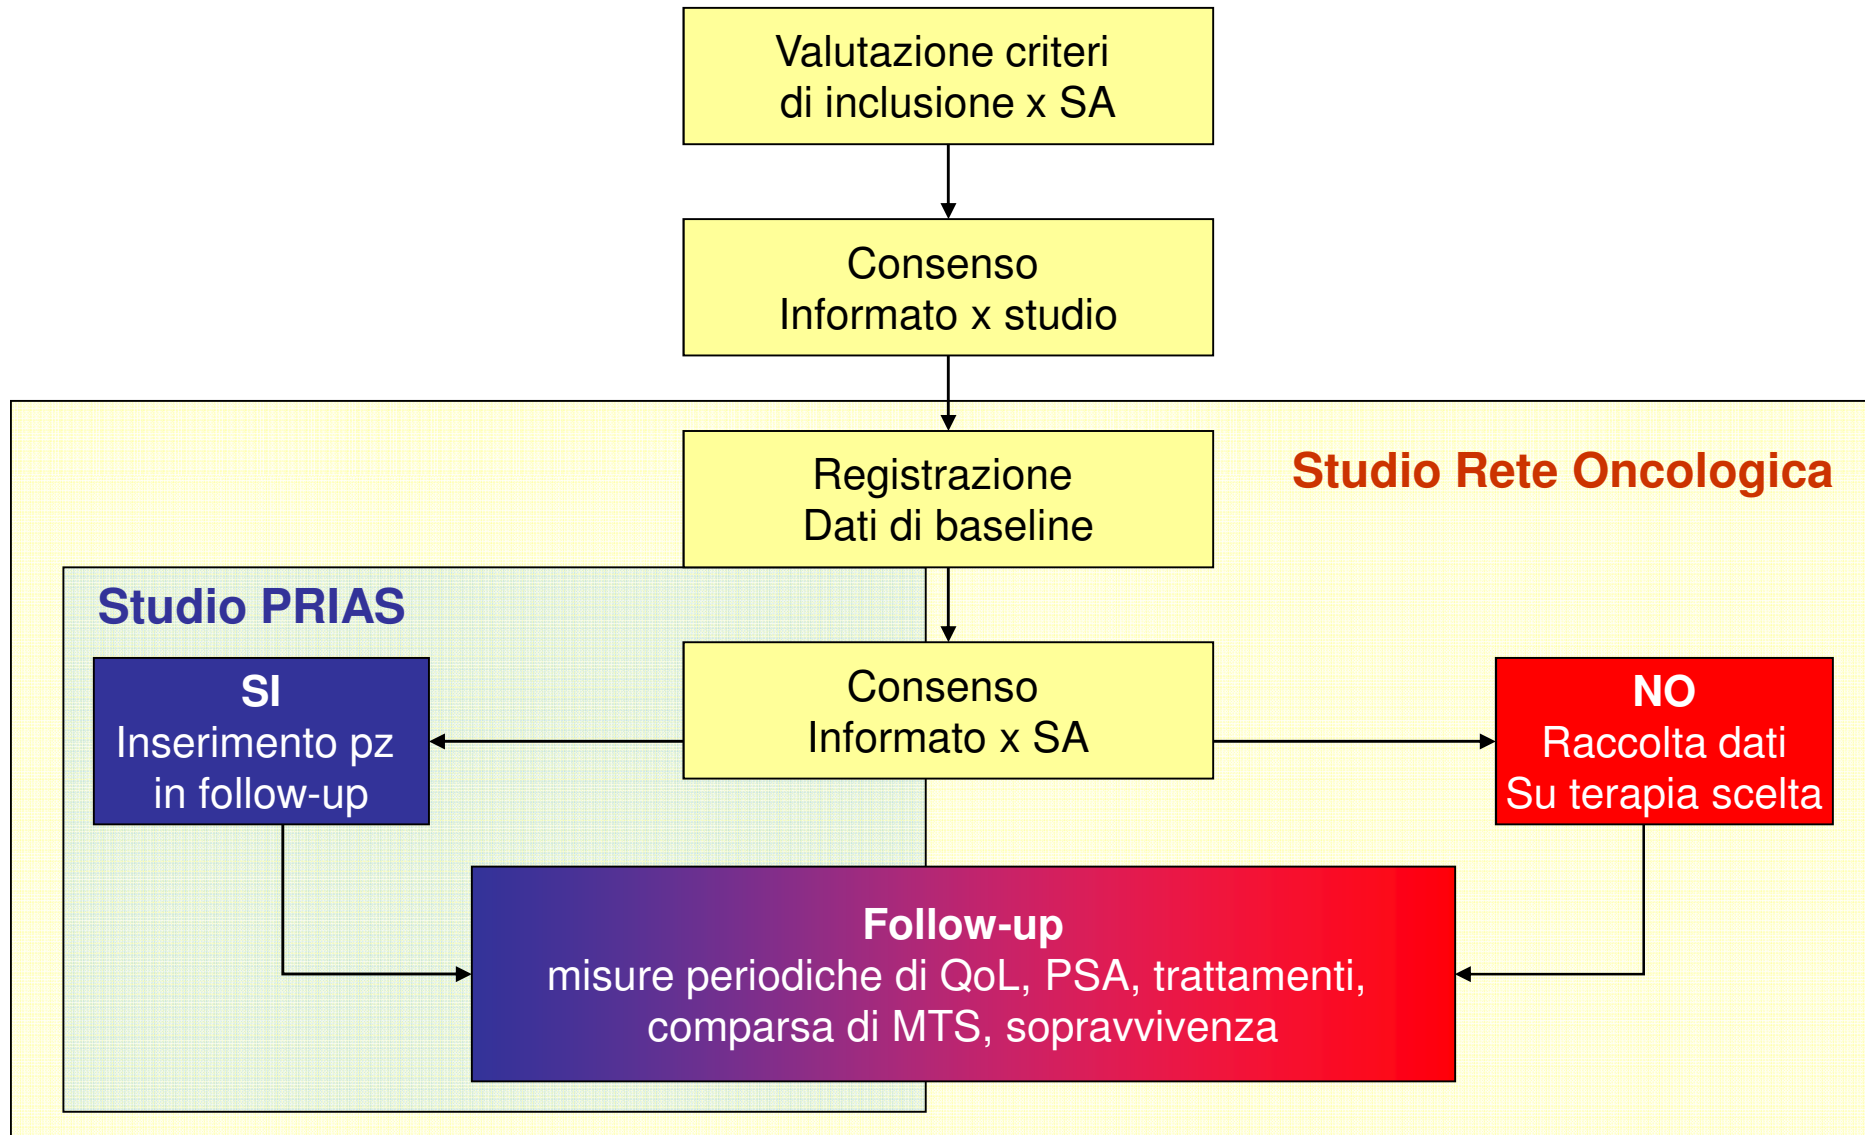 Valutazione criteri
di inclusione x SA
Consenso
Informato x studio
Registrazione
Dati di baseline
Studio Rete Oncologica
Studio PRIAS
SI
Inserimento pz
in follow-up
Consenso
Informato x SA
NO
Raccolta dati
Su terapia scelta
Follow-up
misure periodiche di QoL, PSA, trattamenti,
comparsa di MTS, sopravvivenza